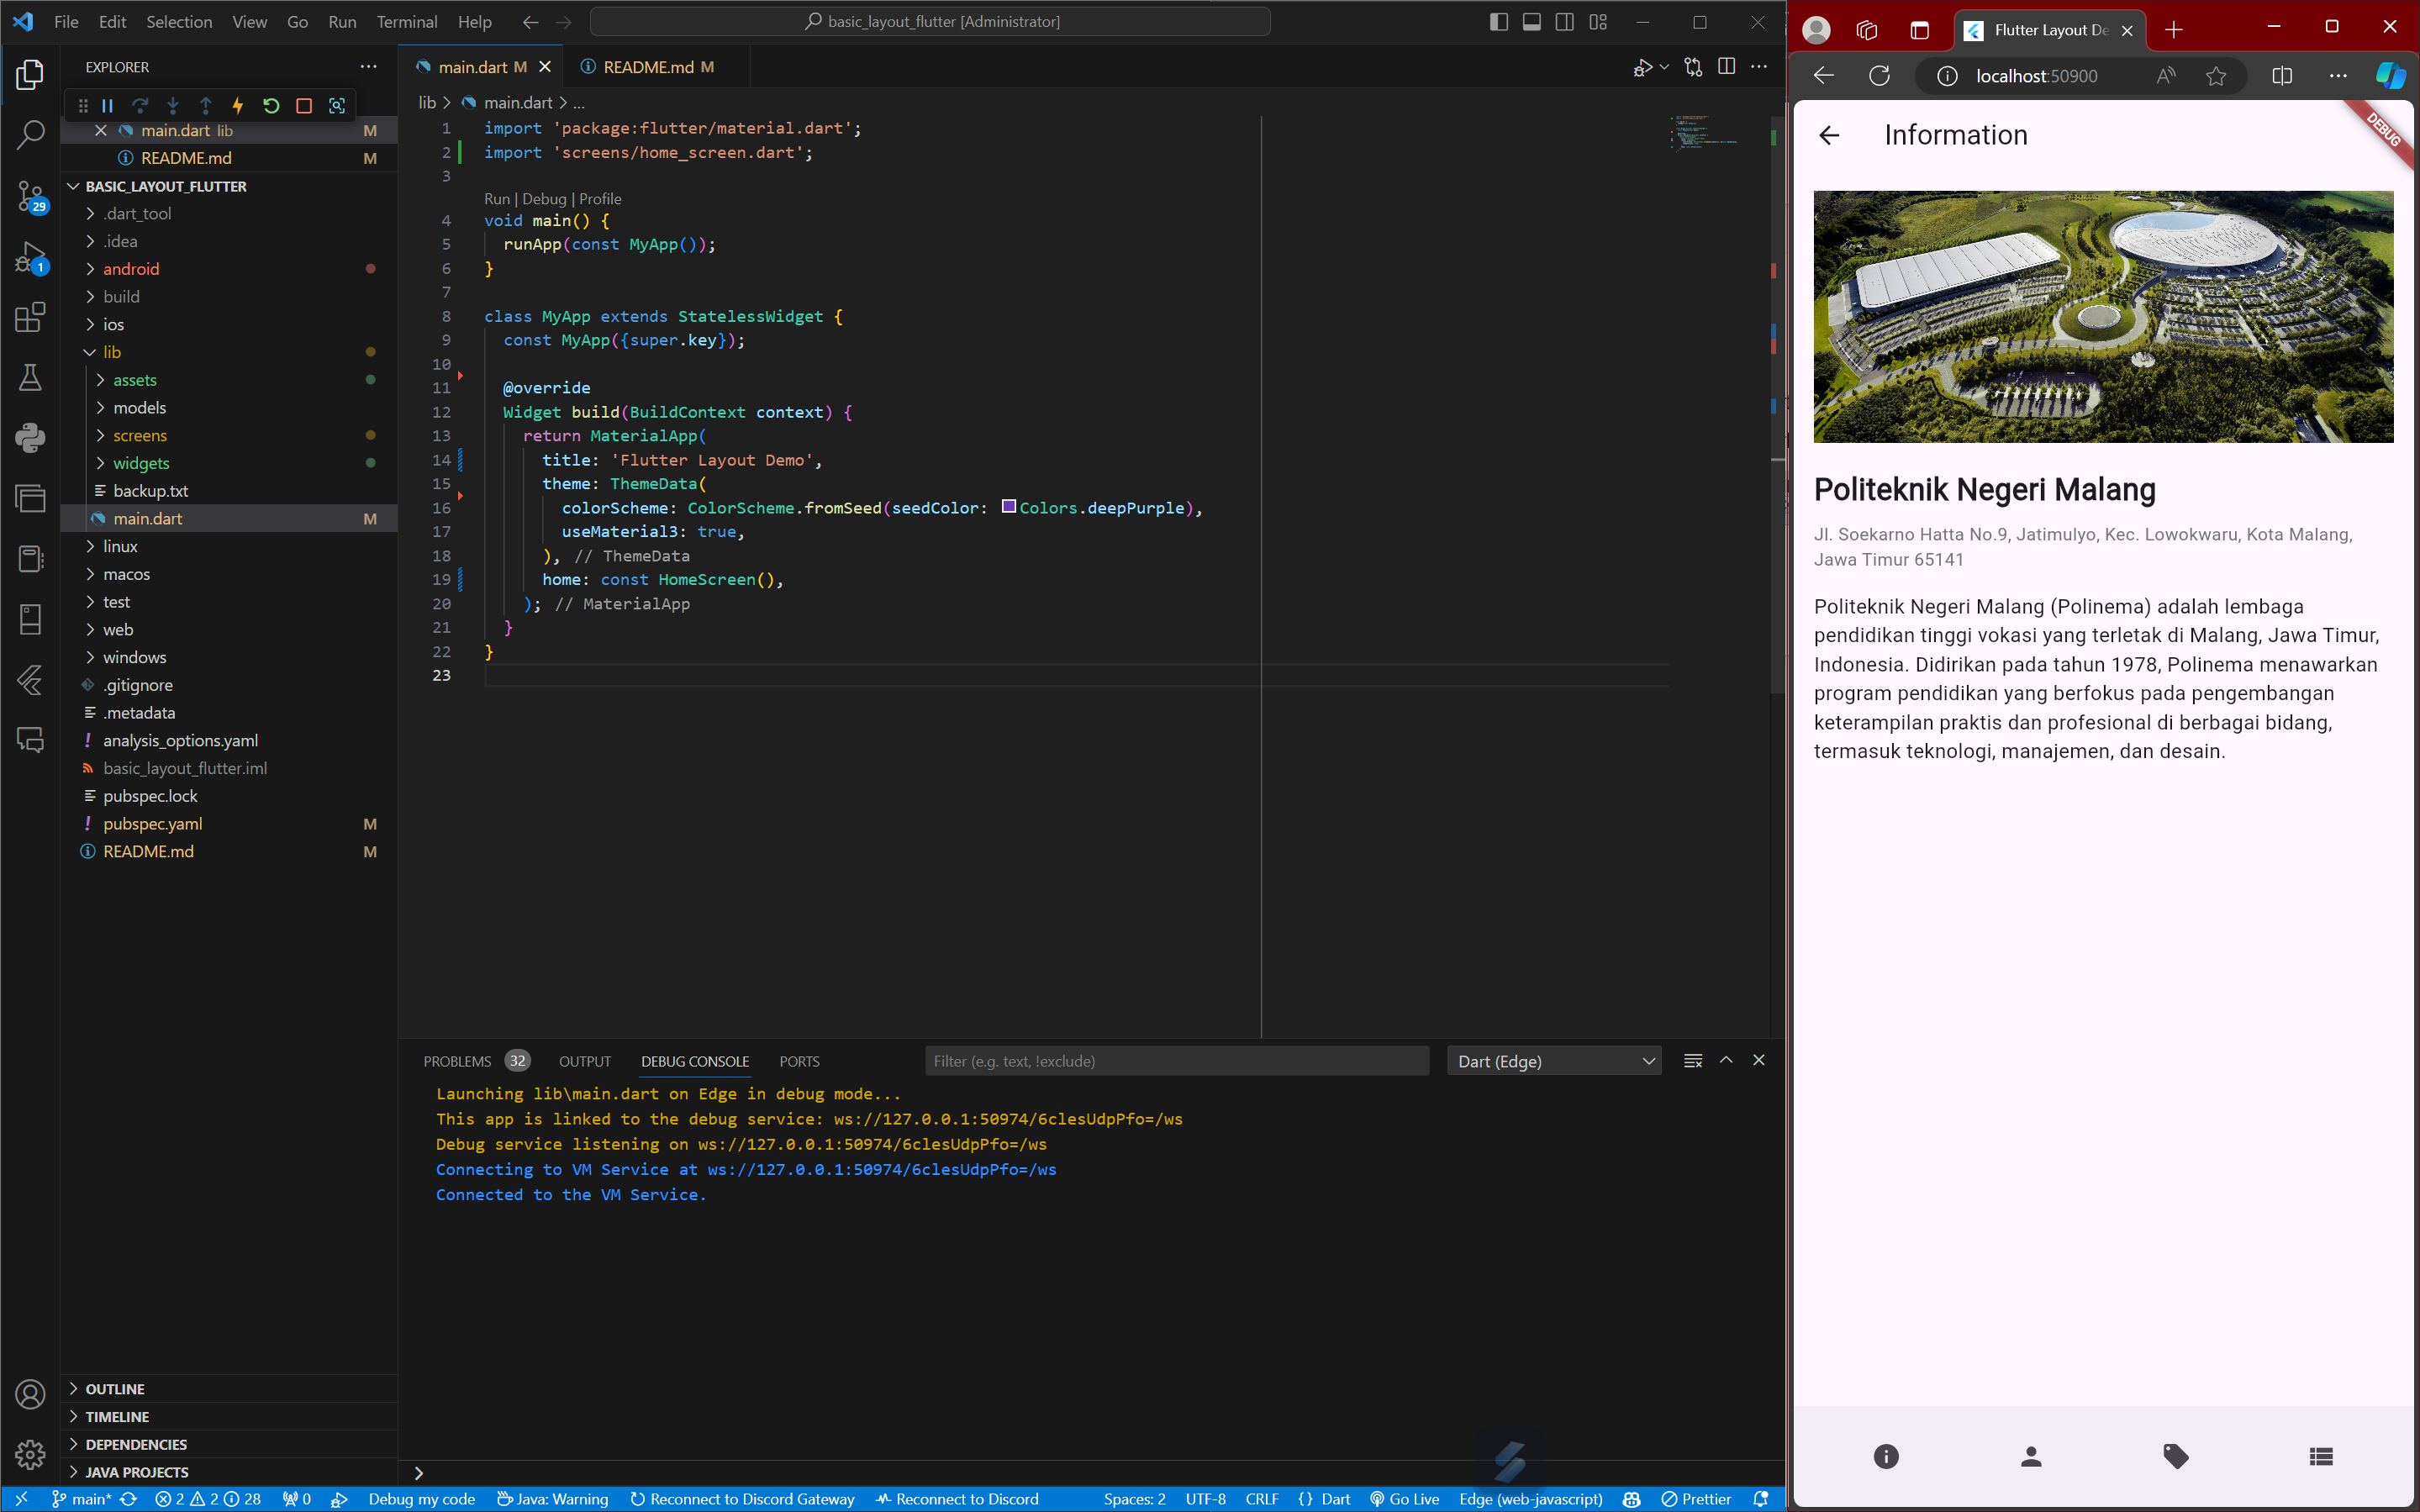 File Edit Selection View Go Run Terminal Help
basic_layout_flutter [Administrator]
EXPLORER
main.dart lib M
README.md M
BASIC_LAYOUT_FLUTTER
.dart_tool
.idea
android
build
ios
lib
assets
models
screens
widgets
backup.txt
main.dart M
linux
macos
test
web
windows
.gitignore
.metadata
analysis_options.yaml
basic_layout_flutter.iml
pubspec.lock
pubspec.yaml M
README.md M
OUTLINE
TIMELINE
DEPENDENCIES
JAVA PROJECTS
29
1
main.dart M README.md M
lib > main.dart > ...
1 import 'package:flutter/material.dart';
2 import 'screens/home_screen.dart';
3
Run | Debug | Profile
4 void main() {
5 runApp(const MyApp());
6 }
7
8 class MyApp extends StatelessWidget {
9 const MyApp({super.key});
10
11 @override
12 Widget build(BuildContext context) {
13 return MaterialApp(
14 title: 'Flutter Layout Demo',
15 theme: ThemeData(
16 colorScheme: ColorScheme.fromSeed(seedColor: Colors.deepPurple),
17 useMaterial3: true,
18 ), // ThemeData
19 home: const HomeScreen(),
20 ); // MaterialApp
21 }
22 }
23
PROBLEMS 32 OUTPUT DEBUG CONSOLE PORTS Filter (e.g. text, !exclude) Dart (Edge)
Launching lib\main.dart on Edge in debug mode...
This app is linked to the debug service: ws://127.0.0.1:50974/6clesUdpPfo=/ws
Debug service listening on ws://127.0.0.1:50974/6clesUdpPfo=/ws
Connecting to VM Service at ws://127.0.0.1:50974/6clesUdpPfo=/ws
Connected to the VM Service.
main* 2 2 28 0 Debug my code Java: Warning Reconnect to Discord Gateway Reconnect to Discord Spaces: 2 UTF-8 CRLF {} Dart Go Live Edge (web-javascript) Prettier
Flutter Layout De
localhost:50900
Information
DEBUG
Politeknik Negeri Malang
Jl. Soekarno Hatta No.9, Jatimulyo, Kec. Lowokwaru, Kota Malang,
Jawa Timur 65141
Politeknik Negeri Malang (Polinema) adalah lembaga
pendidikan tinggi vokasi yang terletak di Malang, Jawa Timur,
Indonesia. Didirikan pada tahun 1978, Polinema menawarkan
program pendidikan yang berfokus pada pengembangan
keterampilan praktis dan profesional di berbagai bidang,
termasuk teknologi, manajemen, dan desain.